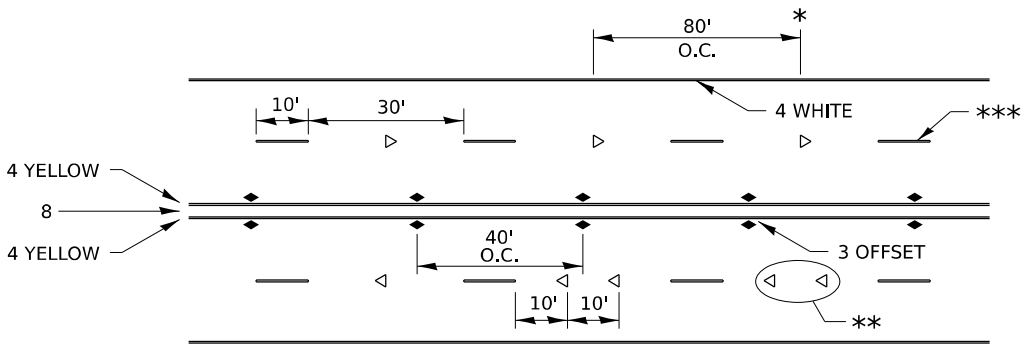 80'
*
O.C.
10'
30'
4 WHITE
***
4 YELLOW
8
4 YELLOW
40'
O.C.
3 OFFSET
10'
10'
**